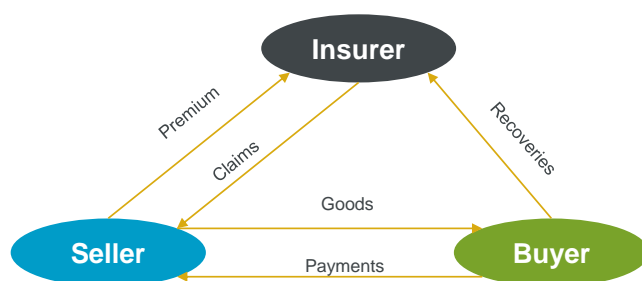 Insurer
Premium
Claims
Recoveries
Goods
Seller
Buyer
Payments